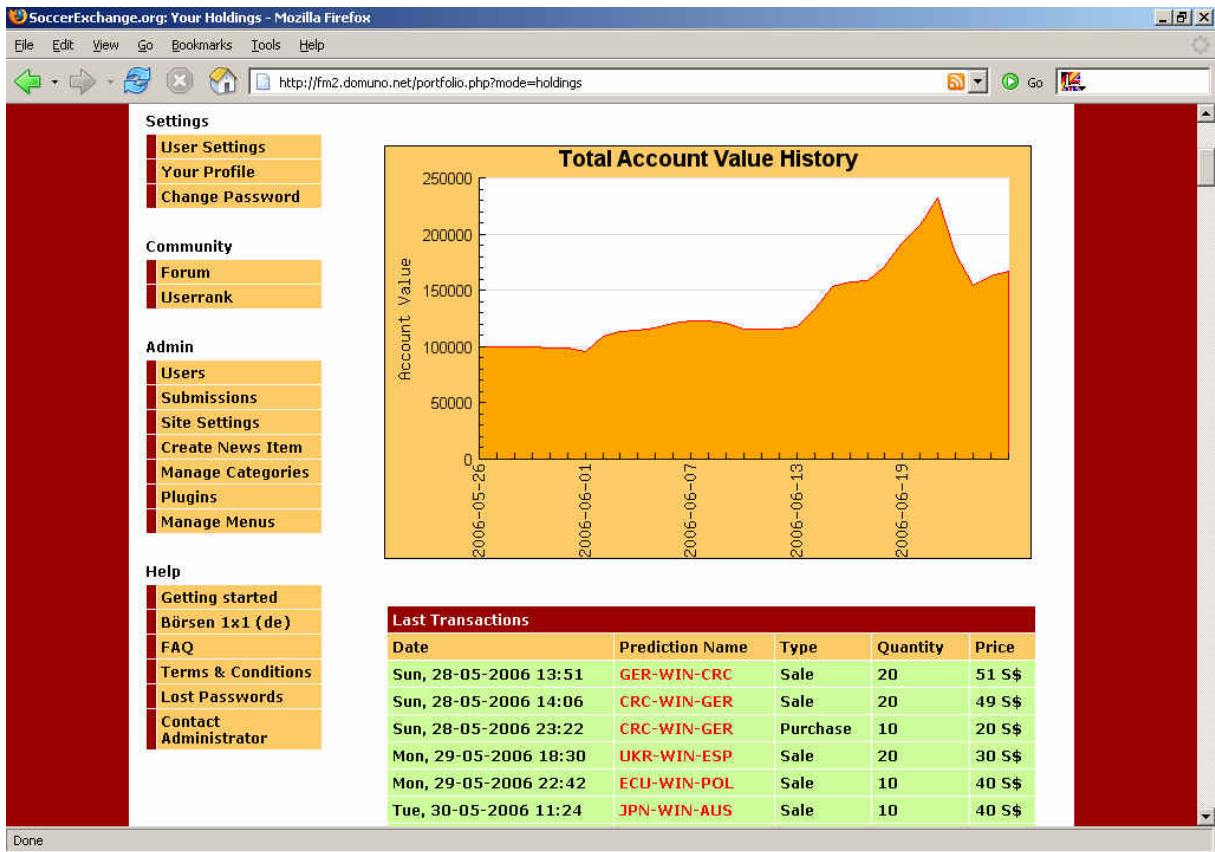 SoccerExchange.org: Your Holdings - Mozilla Firefox
File Edit View Go Bookmarks Tools Help
http://fm2.domuno.net/portfolio.php?mode=holdings
Go
Settings
User Settings
Your Profile
Change Password
Community
Forum
Userrank
Admin
Users
Submissions
Site Settings
Create News Item
Manage Categories
Plugins
Manage Menus
Help
Getting started
Börsen 1x1 (de)
FAQ
Terms & Conditions
Lost Passwords
Contact
Administrator
Total Account Value History
Account Value
250000
200000
150000
100000
50000
0
2006-05-26
2006-06-01
2006-06-07
2006-06-13
2006-06-19
Last Transactions
Date Prediction Name Type Quantity Price
Sun, 28-05-2006 13:51 GER-WIN-CRC Sale 20 51 S$
Sun, 28-05-2006 14:06 CRC-WIN-GER Sale 20 49 S$
Sun, 28-05-2006 23:22 CRC-WIN-GER Purchase 10 20 S$
Mon, 29-05-2006 18:30 UKR-WIN-ESP Sale 20 30 S$
Mon, 29-05-2006 22:42 ECU-WIN-POL Sale 10 40 S$
Tue, 30-05-2006 11:24 JPN-WIN-AUS Sale 10 40 S$
Done